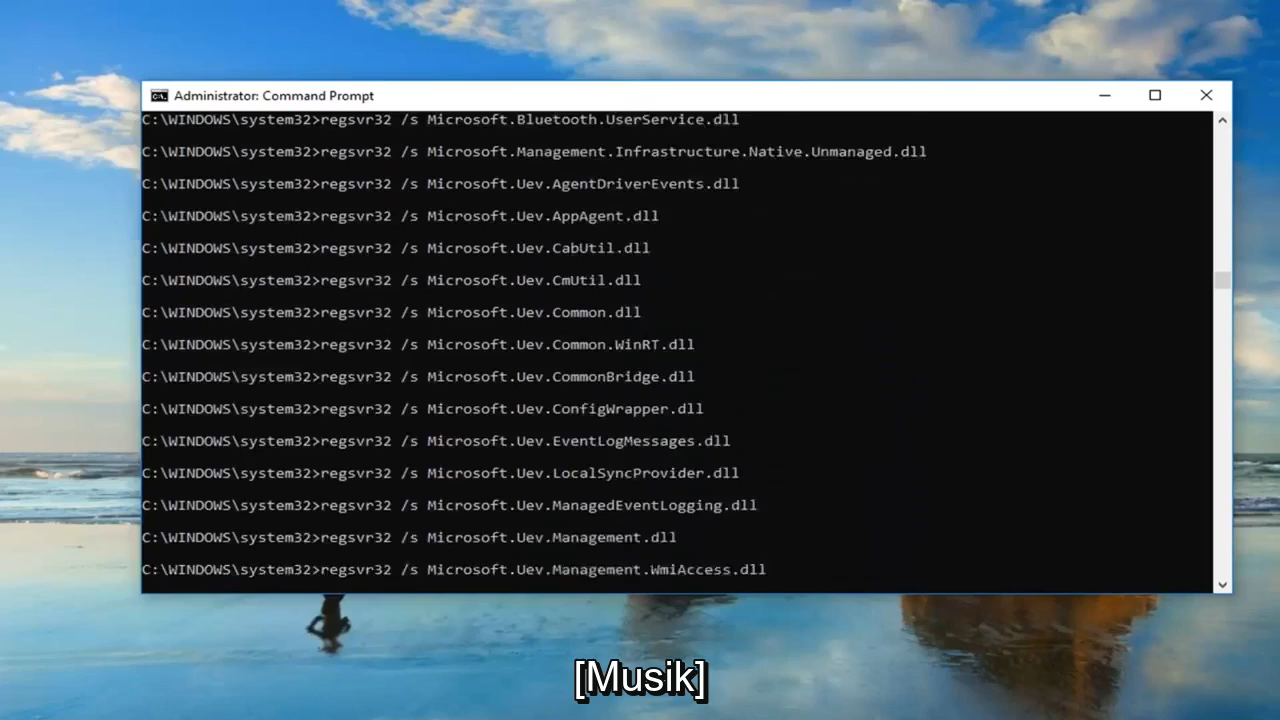 Administrator: Command Prompt
C:\WINDOWS\system32>regsvr32 /s Microsoft.Bluetooth.UserService.dll
C:\WINDOWS\system32>regsvr32 /s Microsoft.Management.Infrastructure.Native.Unmanaged.dll
C:\WINDOWS\system32>regsvr32 /s Microsoft.Uev.AgentDriverEvents.dll
C:\WINDOWS\system32>regsvr32 /s Microsoft.Uev.AppAgent.dll
C:\WINDOWS\system32>regsvr32 /s Microsoft.Uev.CabUtil.dll
C:\WINDOWS\system32>regsvr32 /s Microsoft.Uev.CmUtil.dll
C:\WINDOWS\system32>regsvr32 /s Microsoft.Uev.Common.dll
C:\WINDOWS\system32>regsvr32 /s Microsoft.Uev.Common.WinRT.dll
C:\WINDOWS\system32>regsvr32 /s Microsoft.Uev.CommonBridge.dll
C:\WINDOWS\system32>regsvr32 /s Microsoft.Uev.ConfigWrapper.dll
C:\WINDOWS\system32>regsvr32 /s Microsoft.Uev.EventLogMessages.dll
C:\WINDOWS\system32>regsvr32 /s Microsoft.Uev.LocalSyncProvider.dll
C:\WINDOWS\system32>regsvr32 /s Microsoft.Uev.ManagedEventLogging.dll
C:\WINDOWS\system32>regsvr32 /s Microsoft.Uev.Management.dll
C:\WINDOWS\system32>regsvr32 /s Microsoft.Uev.Management.WmiAccess.dll
[Musik]